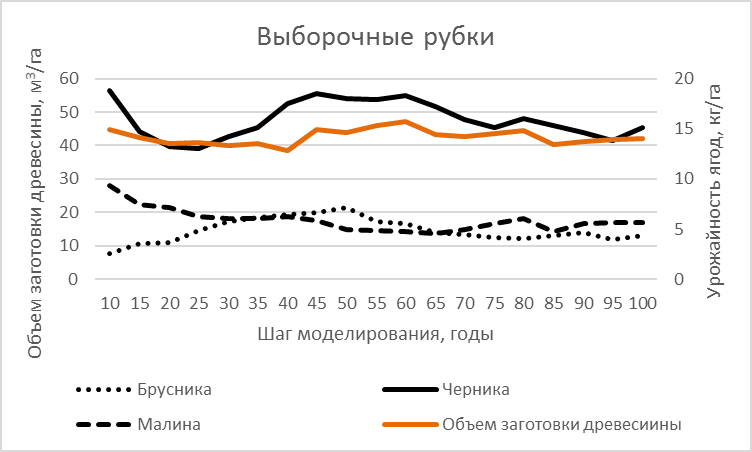 Выборочные рубки
Объем заготовки древесины, м³/га
60
50
40
30
20
10
0
20
15
10
5
0
Урожайность ягод, кг/га
10 15 20 25 30 35 40 45 50 55 60 65 70 75 80 85 90 95 100
Шаг моделирования, годы
Брусника Черника
Малина Объем заготовки древесиины